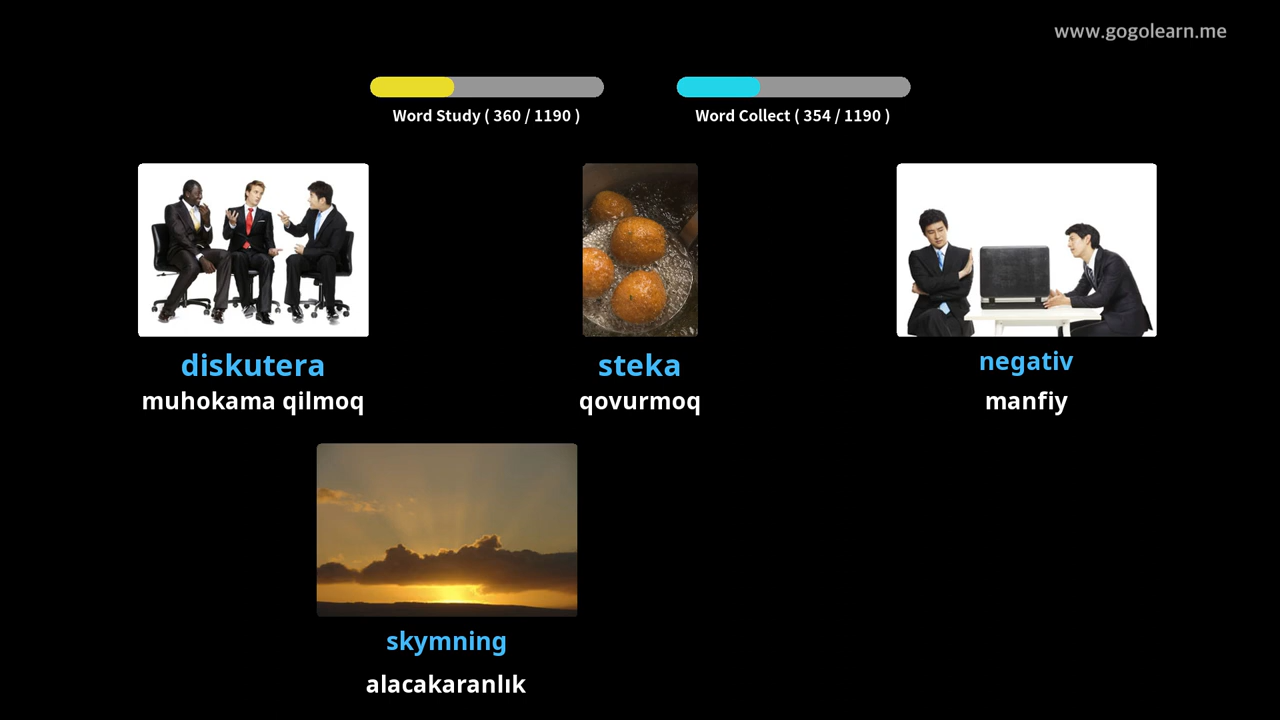 www.gogolearn.me
Word Study ( 360 / 1190 )
Word Collect ( 354 / 1190 )
diskutera
muhokama qilmoq
steka
qovurmoq
negativ
manfiy
skymning
alacakaranlık